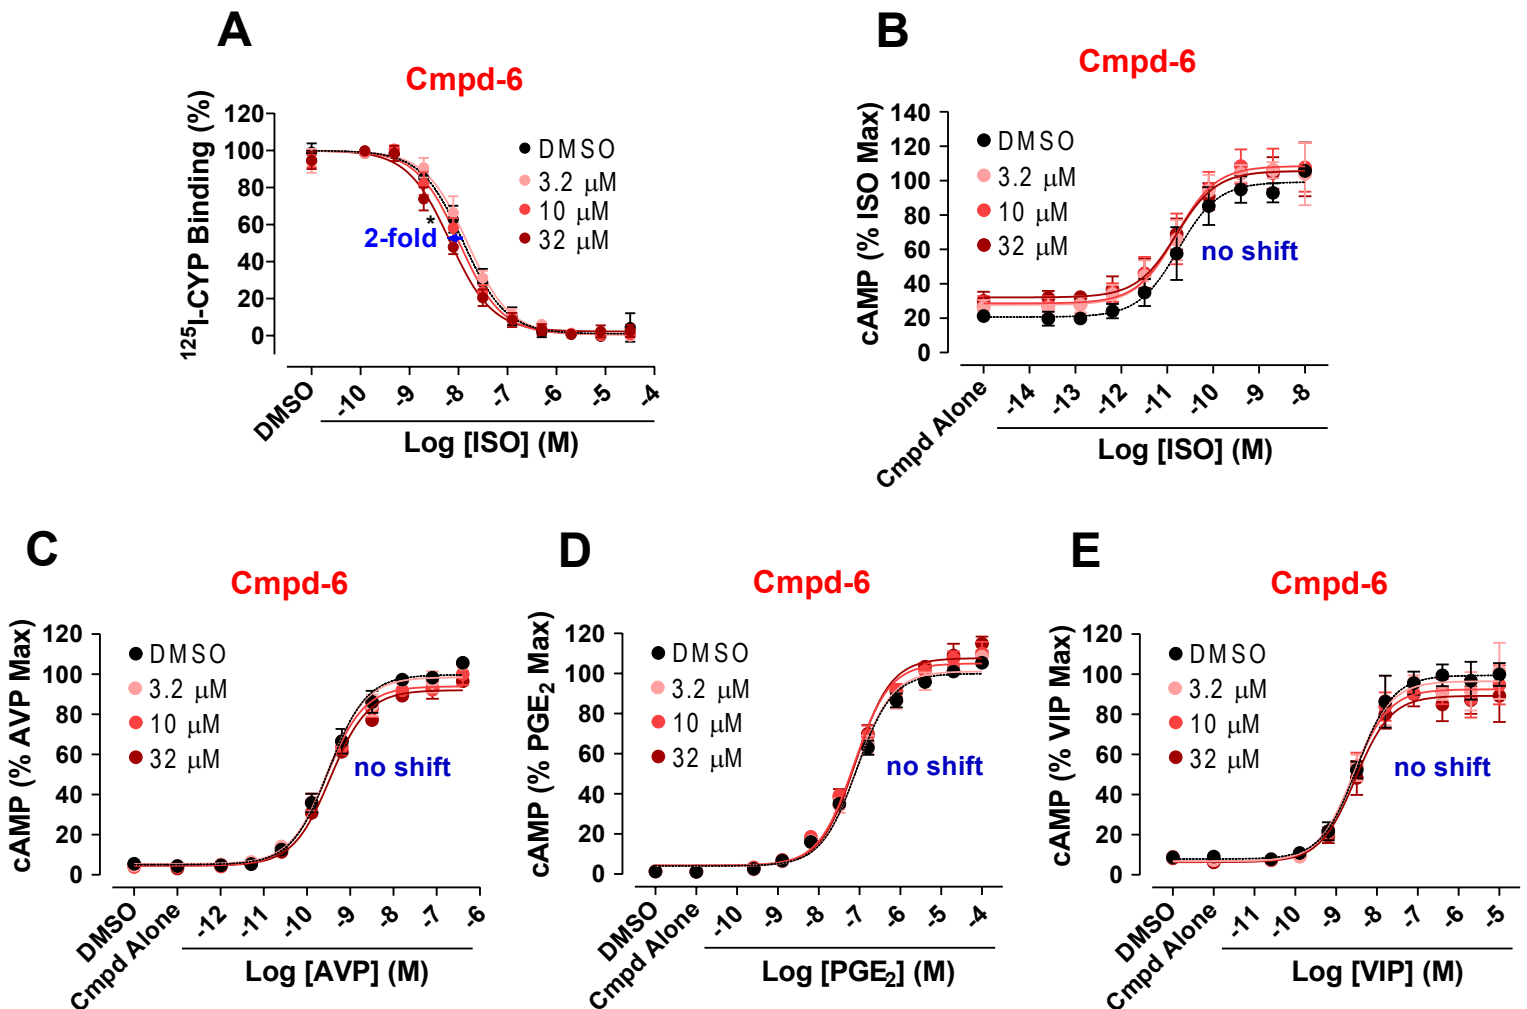 A
Cmpd-6
¹²⁵I-CYP Binding (%)
120
100
80
60
40
20
0
DMSO
3.2 μM
10 μM
32 μM
*
2-fold
DMSO
-10
-9
-8
-7
-6
-5
-4
Log [ISO] (M)
B
Cmpd-6
cAMP (% ISO Max)
140
120
100
80
60
40
20
0
DMSO
3.2 μM
10 μM
32 μM
no shift
Cmpd Alone
-14
-13
-12
-11
-10
-9
-8
Log [ISO] (M)
C
Cmpd-6
cAMP (% AVP Max)
120
100
80
60
40
20
0
DMSO
3.2 μM
10 μM
32 μM
no shift
DMSO
Cmpd Alone
-12
-11
-10
-9
-8
-7
-6
Log [AVP] (M)
D
Cmpd-6
cAMP (% PGE₂ Max)
120
100
80
60
40
20
0
DMSO
3.2 μM
10 μM
32 μM
no shift
DMSO
Cmpd Alone
-10
-9
-8
-7
-6
-5
-4
Log [PGE₂] (M)
E
Cmpd-6
cAMP (% VIP Max)
120
100
80
60
40
20
0
DMSO
3.2 μM
10 μM
32 μM
no shift
DMSO
Cmpd Alone
-11
-10
-9
-8
-7
-6
-5
Log [VIP] (M)